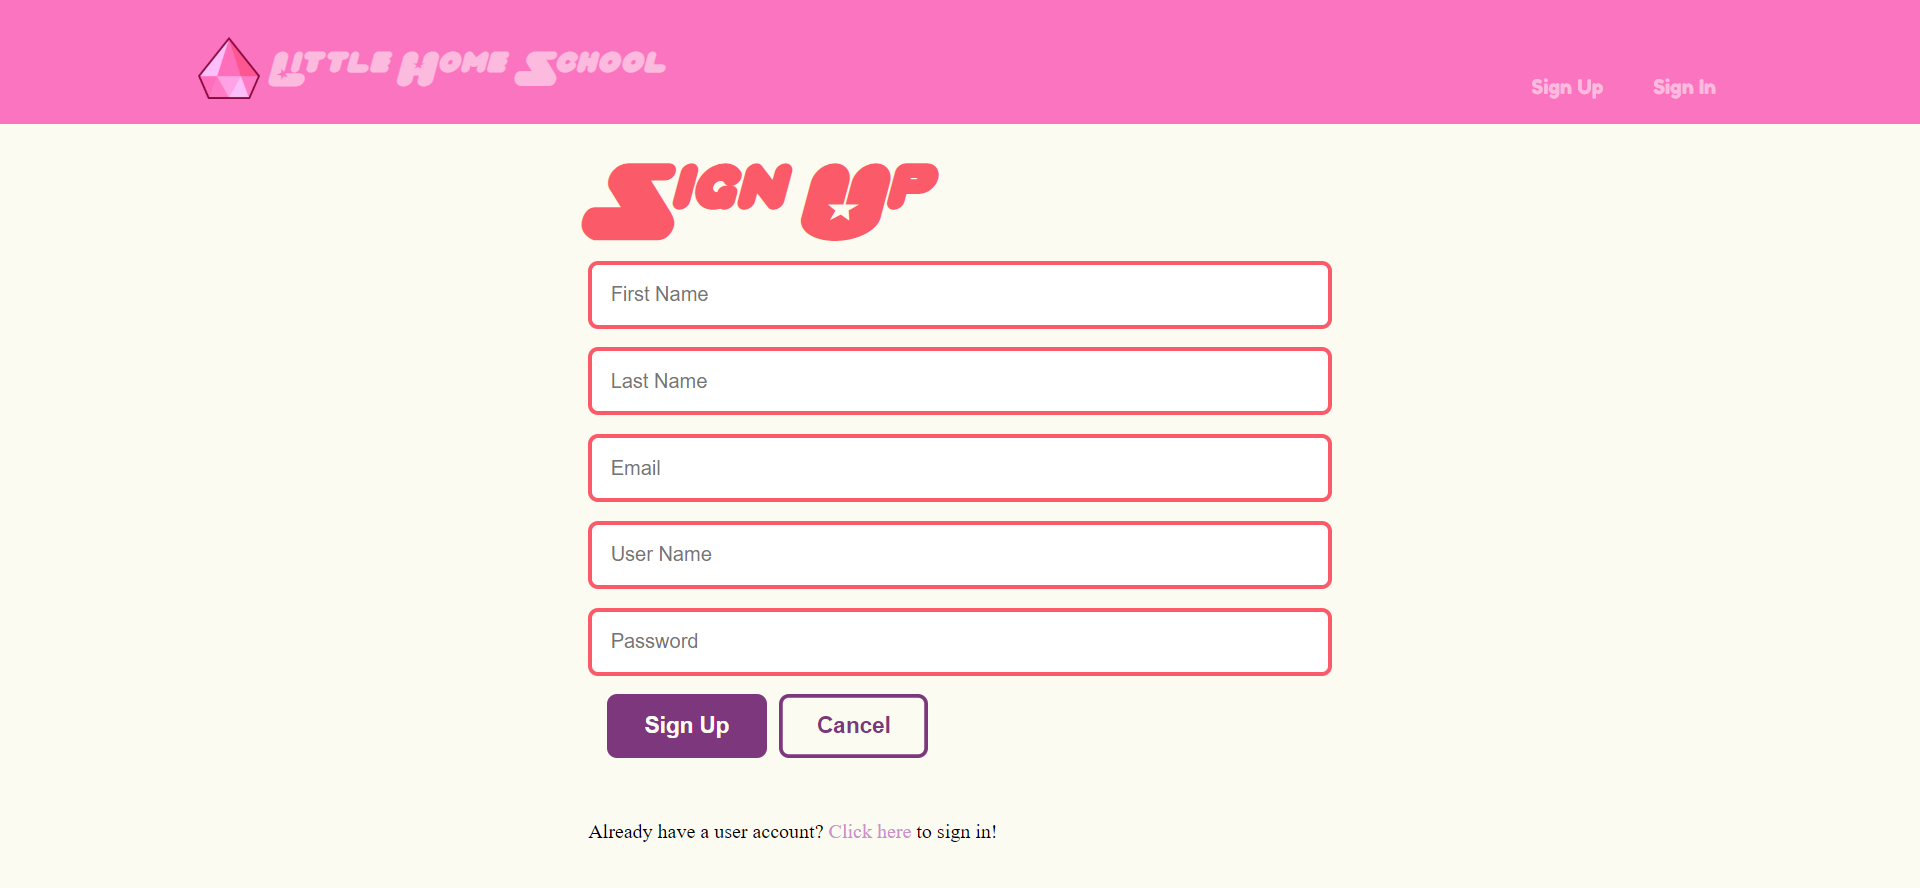 Little Home School
Sign Up
Sign In
Sign Up
First Name
Last Name
Email
User Name
Password
Sign Up
Cancel
Already have a user account? Click here to sign in!